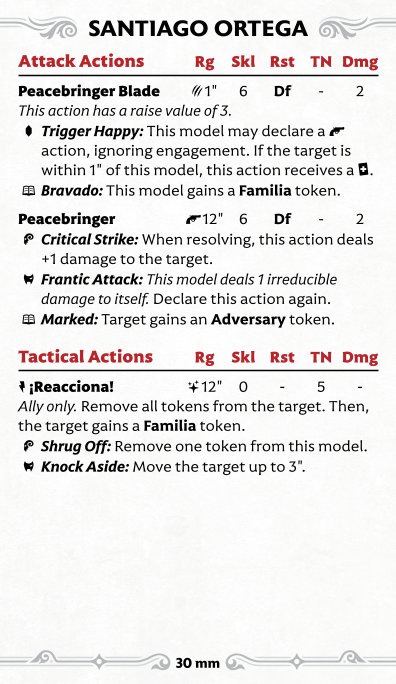 SANTIAGO ORTEGA
Attack Actions Rg Skl Rst TN Dmg
Peacebringer Blade 1" 6 Df - 2
This action has a raise value of 3.
Trigger Happy: This model may declare a
action, ignoring engagement. If the target is
within 1" of this model, this action receives a .
Bravado: This model gains a Familia token.
Peacebringer 12" 6 Df - 2
Critical Strike: When resolving, this action deals
+1 damage to the target.
Frantic Attack: This model deals 1 irreducible
damage to itself. Declare this action again.
Marked: Target gains an Adversary token.
Tactical Actions Rg Skl Rst TN Dmg
¡Reacciona! 12" 0 - 5 -
Ally only. Remove all tokens from the target. Then,
the target gains a Familia token.
Shrug Off: Remove one token from this model.
Knock Aside: Move the target up to 3".
30 mm